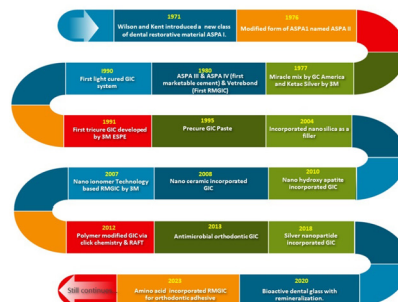 1971
Wilson and Kent introduced a new class
of dental restorative material ASPA I.
1976
Modified form of ASPA1 named ASPA II
1990
First light cured GIC
system
1980
ASPA III & ASPA IV (first
marketable cement) & Vetrebond
(First RMGIC)
1977
Miracle mix by GC America
and Ketac Silver by 3M
1991
First tricure GIC developed
by 3M ESPE
1995
Precure GIC Paste
2004
Incorporated nano silica as a
filler
2007
Nano ionomer Technology
based RMGIC by 3M
2008
Nano ceramic incorporated
GIC
2010
Nano hydroxy apatite
incorporated GIC
2012
Polymer modified GIC via
click chemistry & RAFT
2013
Antimicrobial orthodontic GIC
2018
Silver nanoparticle incorporated
GIC
Still continue...
2023
Amino acid incorporated RMGIC
for orthodontic adhesive
2020
Bioactive dental glass with
remineralization.